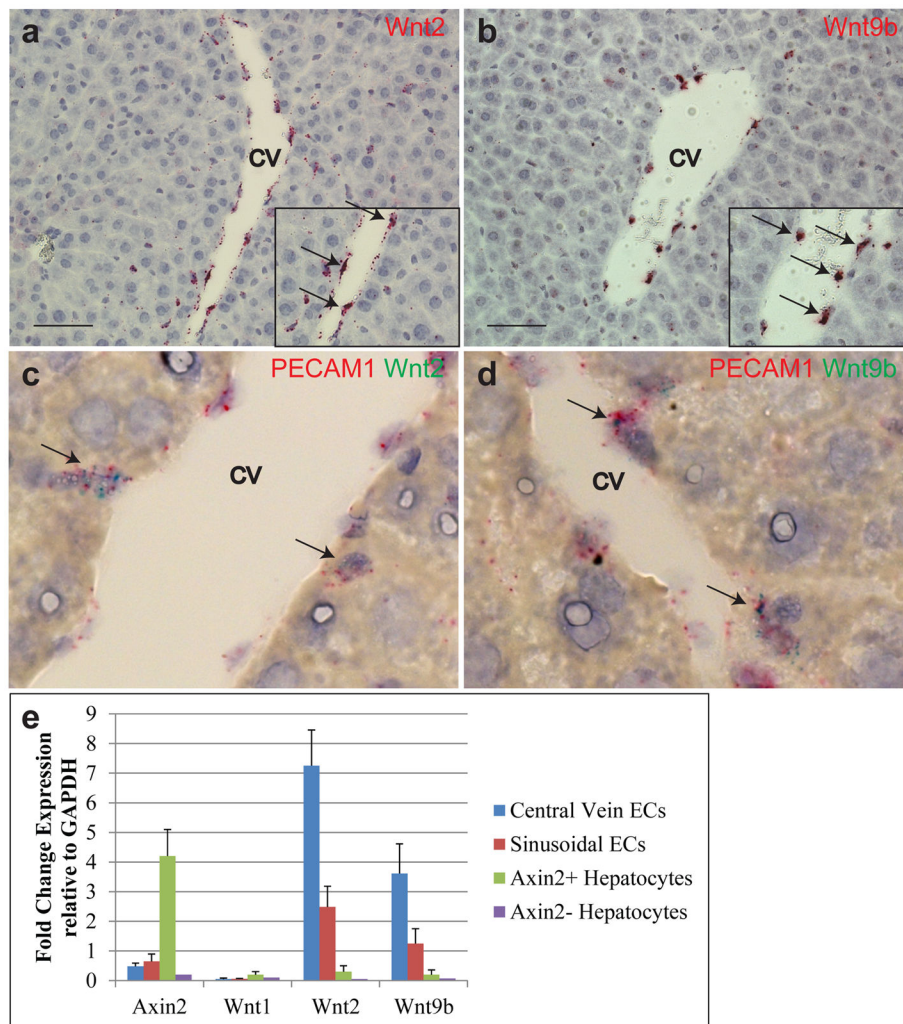 a
Wnt2
CV
b
Wnt9b
CV
c
PECAM1 Wnt2
CV
d
PECAM1 Wnt9b
CV
e
Fold Change Expression
relative to GAPDH
9
8
7
6
5
4
3
2
1
0
Axin2
Wnt1
Wnt2
Wnt9b
Central Vein ECs
Sinusoidal ECs
Axin2+ Hepatocytes
Axin2- Hepatocytes